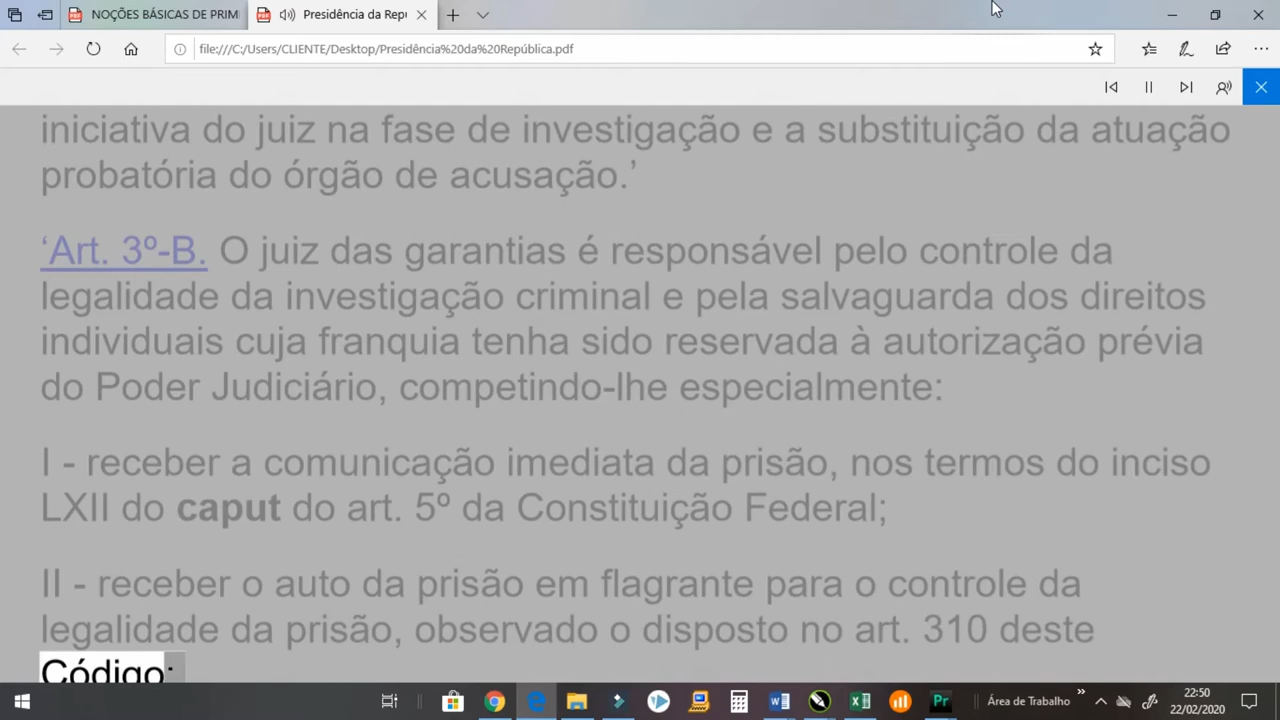 NOÇÕES BÁSICAS DE PRIM
Presidência da Repú
file:///C:/Users/CLIENTE/Desktop/Presidência%20da%20República.pdf
iniciativa do juiz na fase de investigação e a substituição da atuação
probatória do órgão de acusação.’
‘Art. 3º-B. O juiz das garantias é responsável pelo controle da
legalidade da investigação criminal e pela salvaguarda dos direitos
individuais cuja franquia tenha sido reservada à autorização prévia
do Poder Judiciário, competindo-lhe especialmente:
I - receber a comunicação imediata da prisão, nos termos do inciso
LXII do caput do art. 5º da Constituição Federal;
II - receber o auto da prisão em flagrante para o controle da
legalidade da prisão, observado o disposto no art. 310 deste
Código;
Pr
Área de Trabalho
22:50
22/02/2020